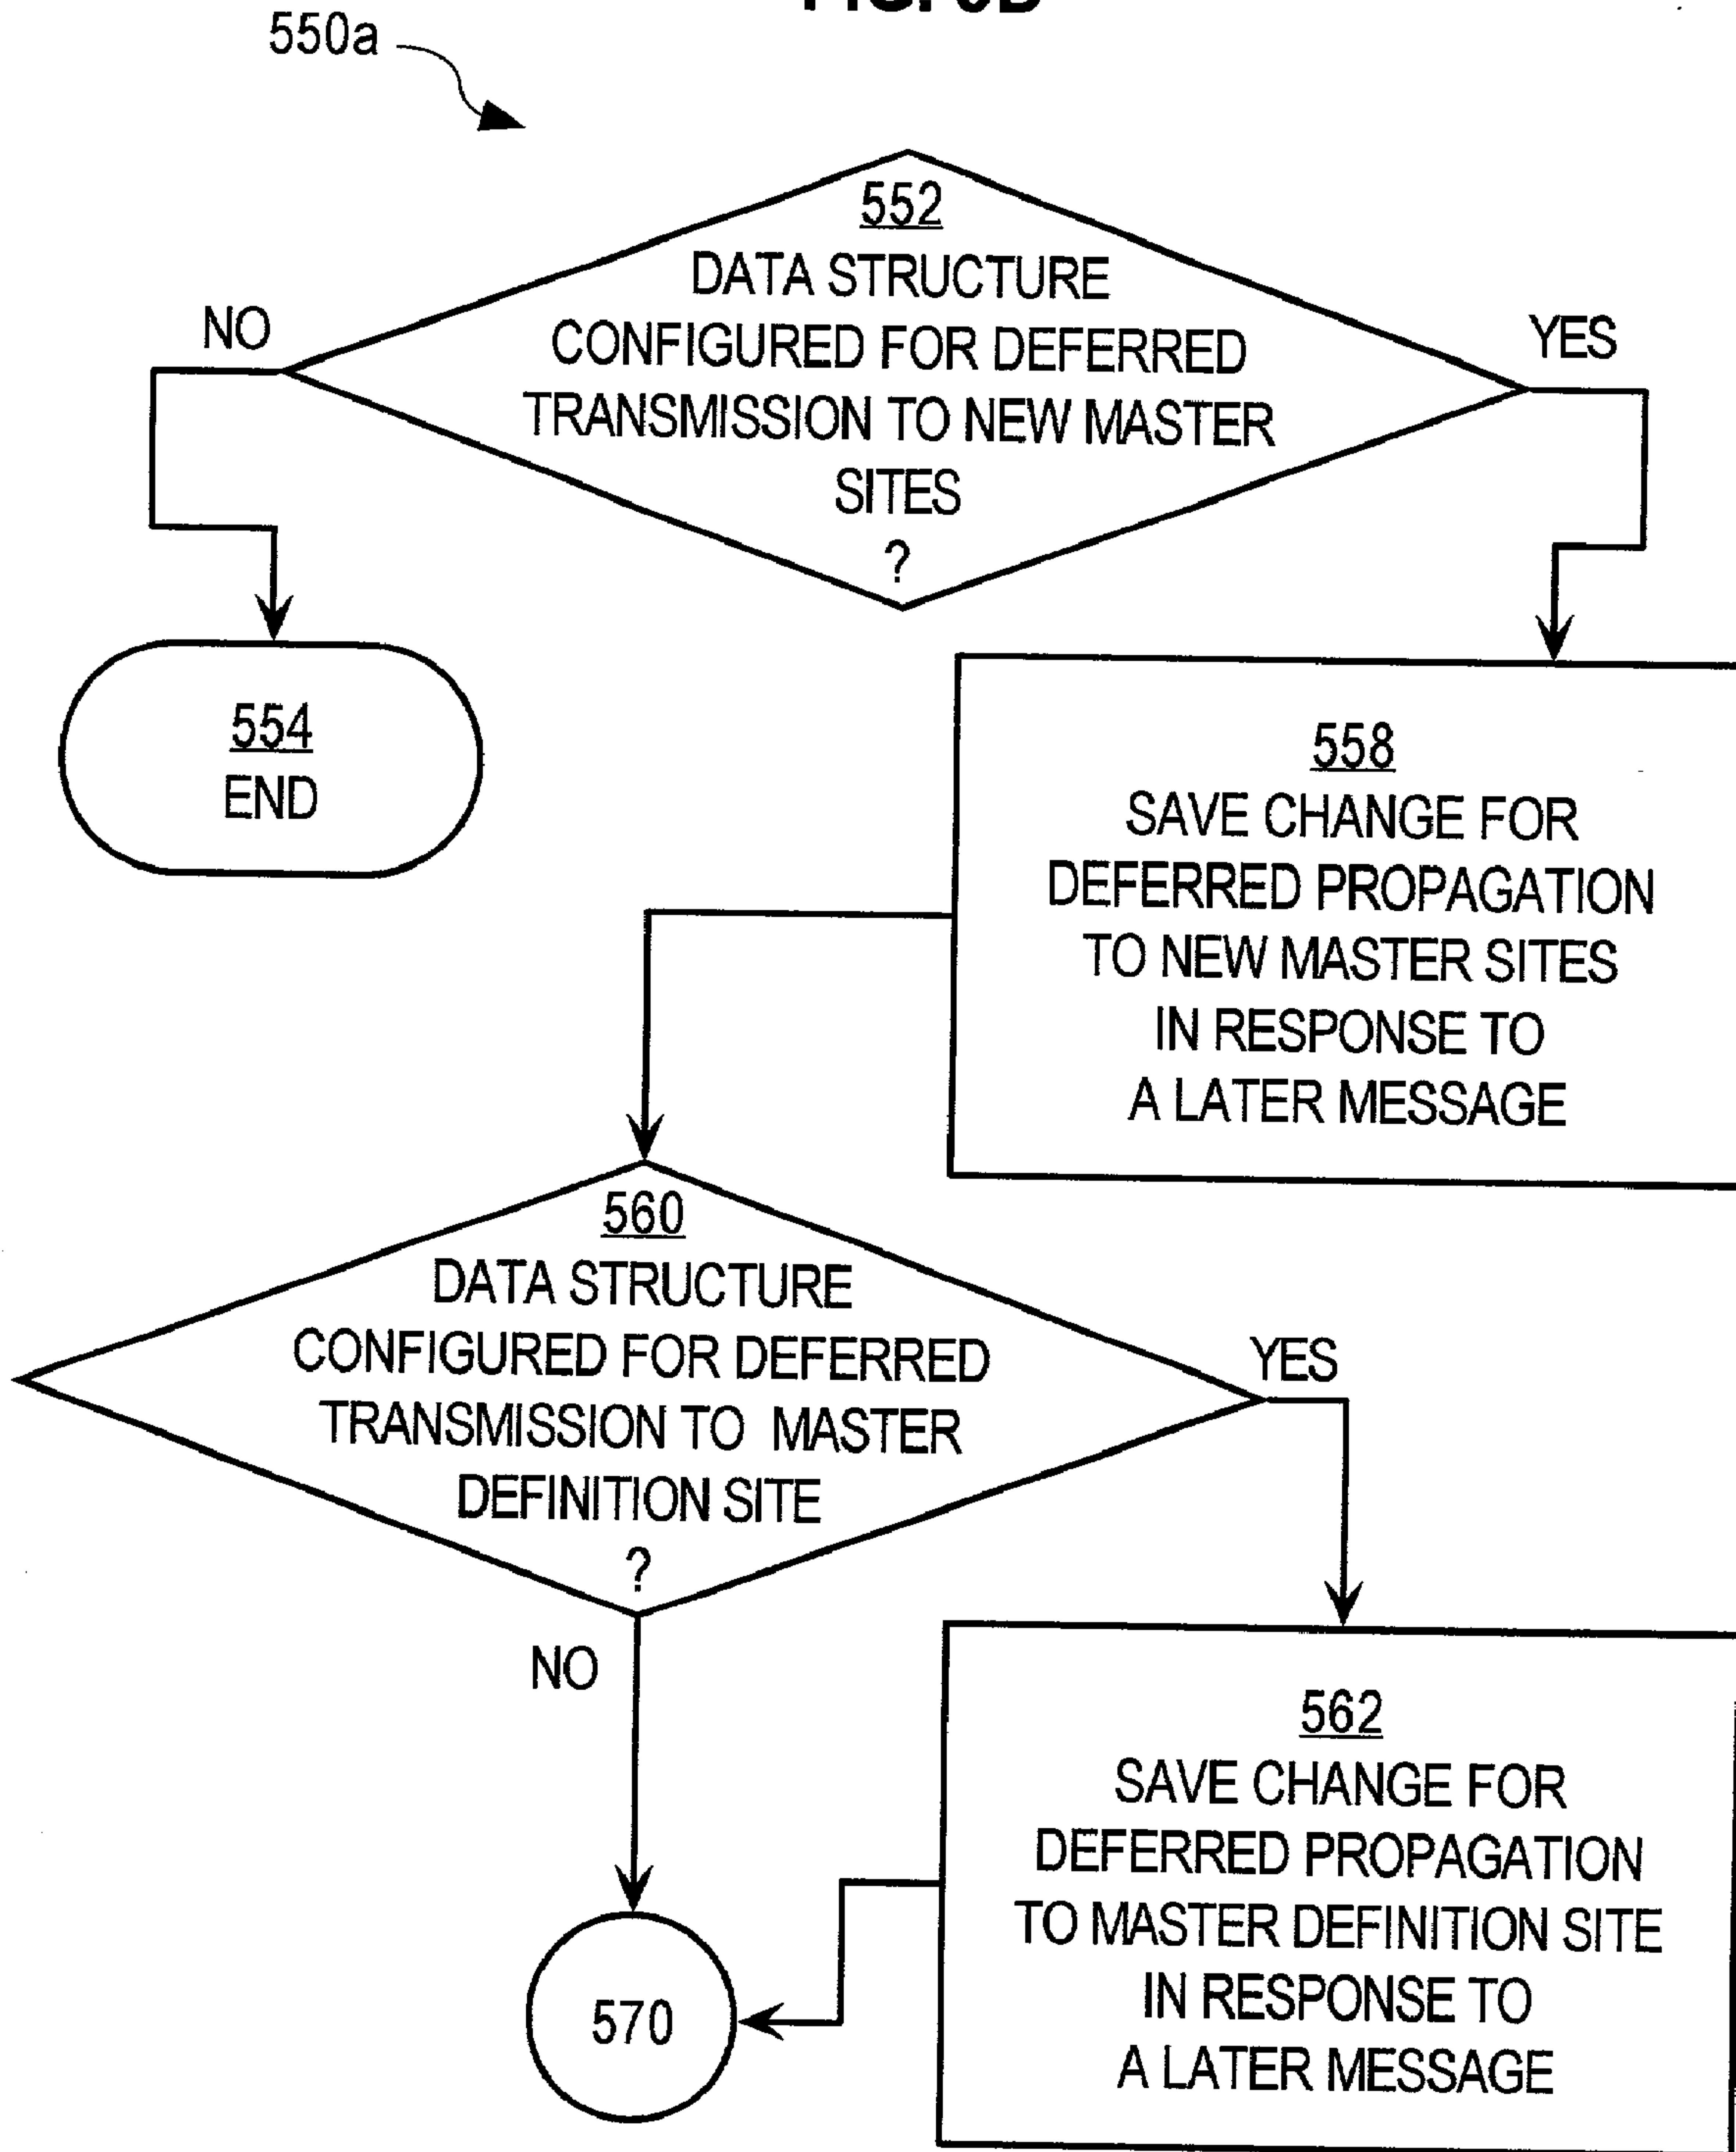 550a
552
DATA STRUCTURE
CONFIGURED FOR DEFERRED
TRANSMISSION TO NEW MASTER
SITES
?
NO
YES
554
END
558
SAVE CHANGE FOR
DEFERRED PROPAGATION
TO NEW MASTER SITES
IN RESPONSE TO
A LATER MESSAGE
560
DATA STRUCTURE
CONFIGURED FOR DEFERRED
TRANSMISSION TO MASTER
DEFINITION SITE
?
YES
NO
562
SAVE CHANGE FOR
DEFERRED PROPAGATION
TO MASTER DEFINITION SITE
IN RESPONSE TO
A LATER MESSAGE
570